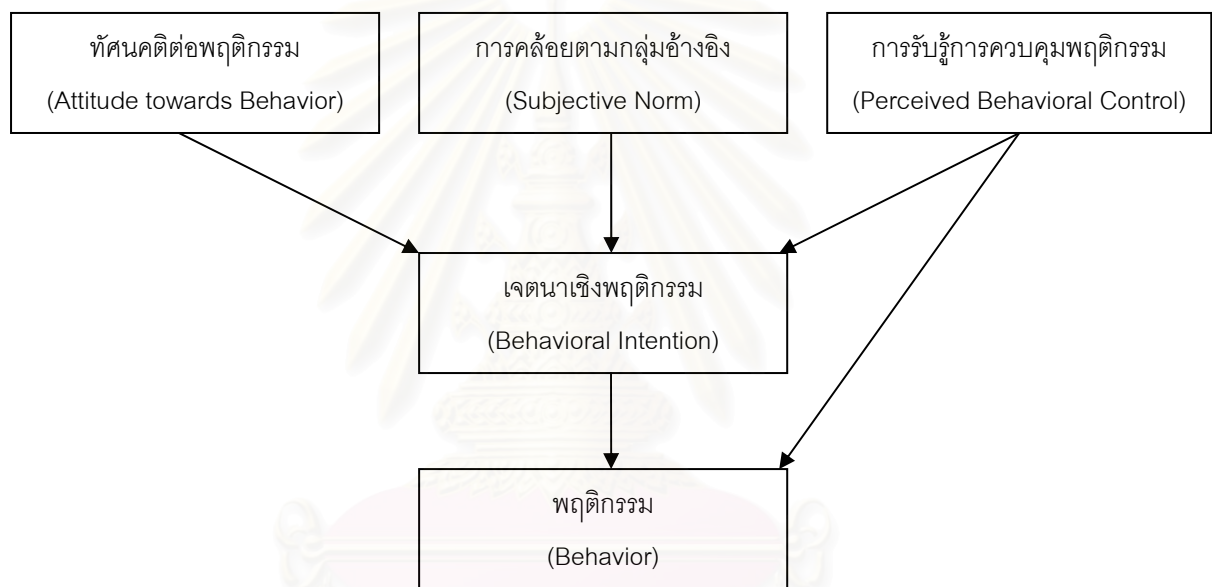 ทัศนคติต่อพฤติกรรม
(Attitude towards Behavior)
การคล้อยตามกลุ่มอ้างอิง
(Subjective Norm)
การรับรู้การควบคุมพฤติกรรม
(Perceived Behavioral Control)
เจตนาเชิงพฤติกรรม
(Behavioral Intention)
พฤติกรรม
(Behavior)